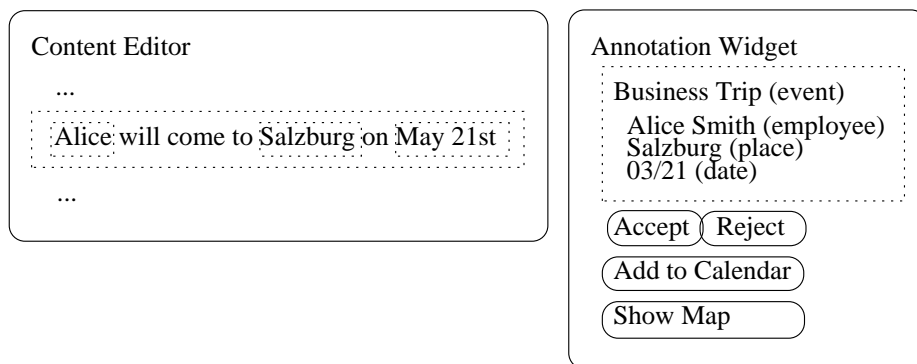 Content Editor
...
Alice will come to Salzburg on May 21st
...
Annotation Widget
Business Trip (event)
Alice Smith (employee)
Salzburg (place)
03/21 (date)
Accept Reject
Add to Calendar
Show Map